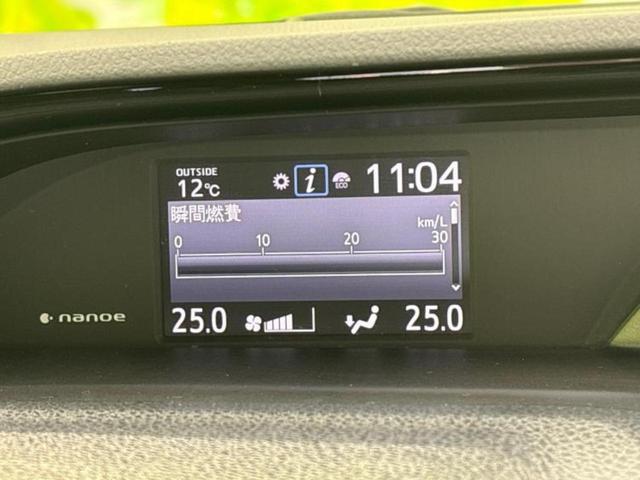 OUTSIDE
12℃
i
ECO
11:04
瞬間燃費
km/L
0 10 20 30
nanoe
25.0
25.0